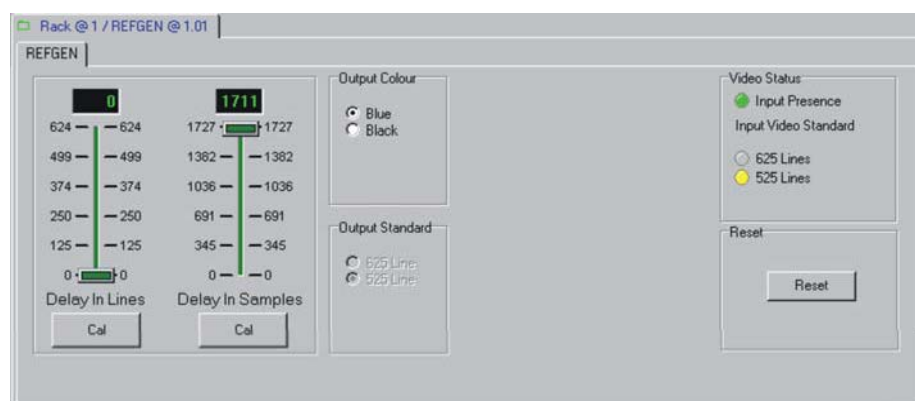 Rack @ 1 / REFGEN @ 1.01
REFGEN
0
624 624
499 499
374 374
250 250
125 125
0 0
Delay In Lines
Cal
1711
1727 1727
1382 1382
1036 1036
691 691
345 345
0 0
Delay In Samples
Cal
Output Colour
Blue
Black
Output Standard
625 Line
525 Line
Video Status
Input Presence
Input Video Standard
625 Lines
525 Lines
Reset
Reset